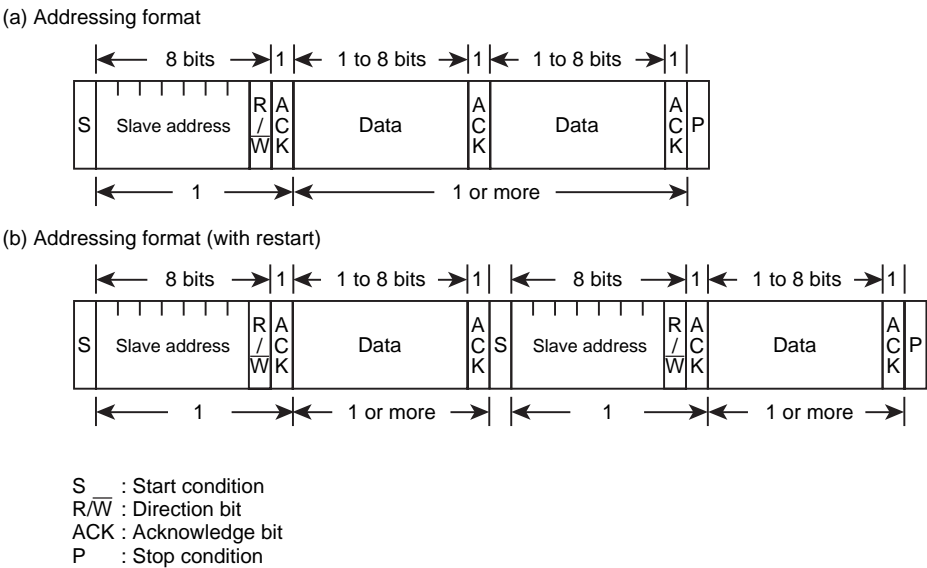 (a) Addressing format
8 bits 1 1 to 8 bits 1 1 to 8 bits 1
S Slave address R/W̅ ACK Data ACK Data ACK P
1 1 or more
(b) Addressing format (with restart)
8 bits 1 1 to 8 bits 1 8 bits 1 1 to 8 bits 1
S Slave address R/W̅ ACK Data ACK S Slave address R/W̅ ACK Data ACK P
1 1 or more 1 1 or more
S : Start condition
R/W̅ : Direction bit
ACK : Acknowledge bit
P : Stop condition